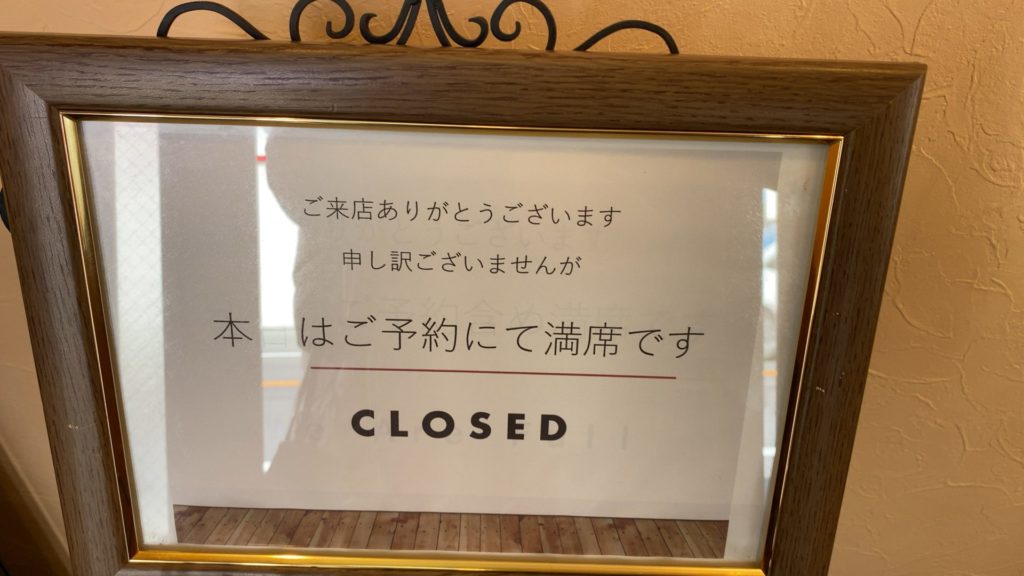 ご来店ありがとうございます
申し訳ございませんが
本 はご予約にて満席です
CLOSED